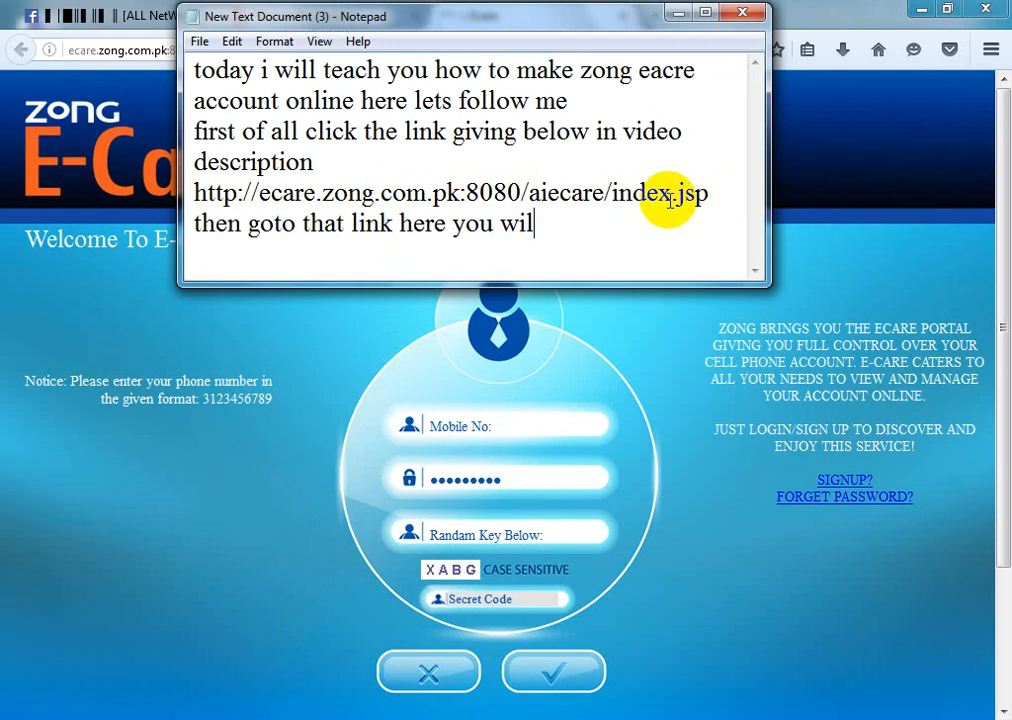 [ALL NetW
New Text Document (3) - Notepad
ecare.zong.com.pk:8
File Edit Format View Help
today i will teach you how to make zong eacre
account online here lets follow me
first of all click the link giving below in video
description
http://ecare.zong.com.pk:8080/aiecare/index.jsp
then goto that link here you wil
ZONG
E-Ca
Welcome To E-
Notice: Please enter your phone number in
the given format: 3123456789
Mobile No:
Randam Key Below:
X A B G CASE SENSITIVE
Secret Code
ZONG BRINGS YOU THE ECARE PORTAL
GIVING YOU FULL CONTROL OVER YOUR
CELL PHONE ACCOUNT. E-CARE CATERS TO
ALL YOUR NEEDS TO VIEW AND MANAGE
YOUR ACCOUNT ONLINE.
JUST LOGIN/SIGN UP TO DISCOVER AND
ENJOY THIS SERVICE!
SIGNUP?
FORGET PASSWORD?